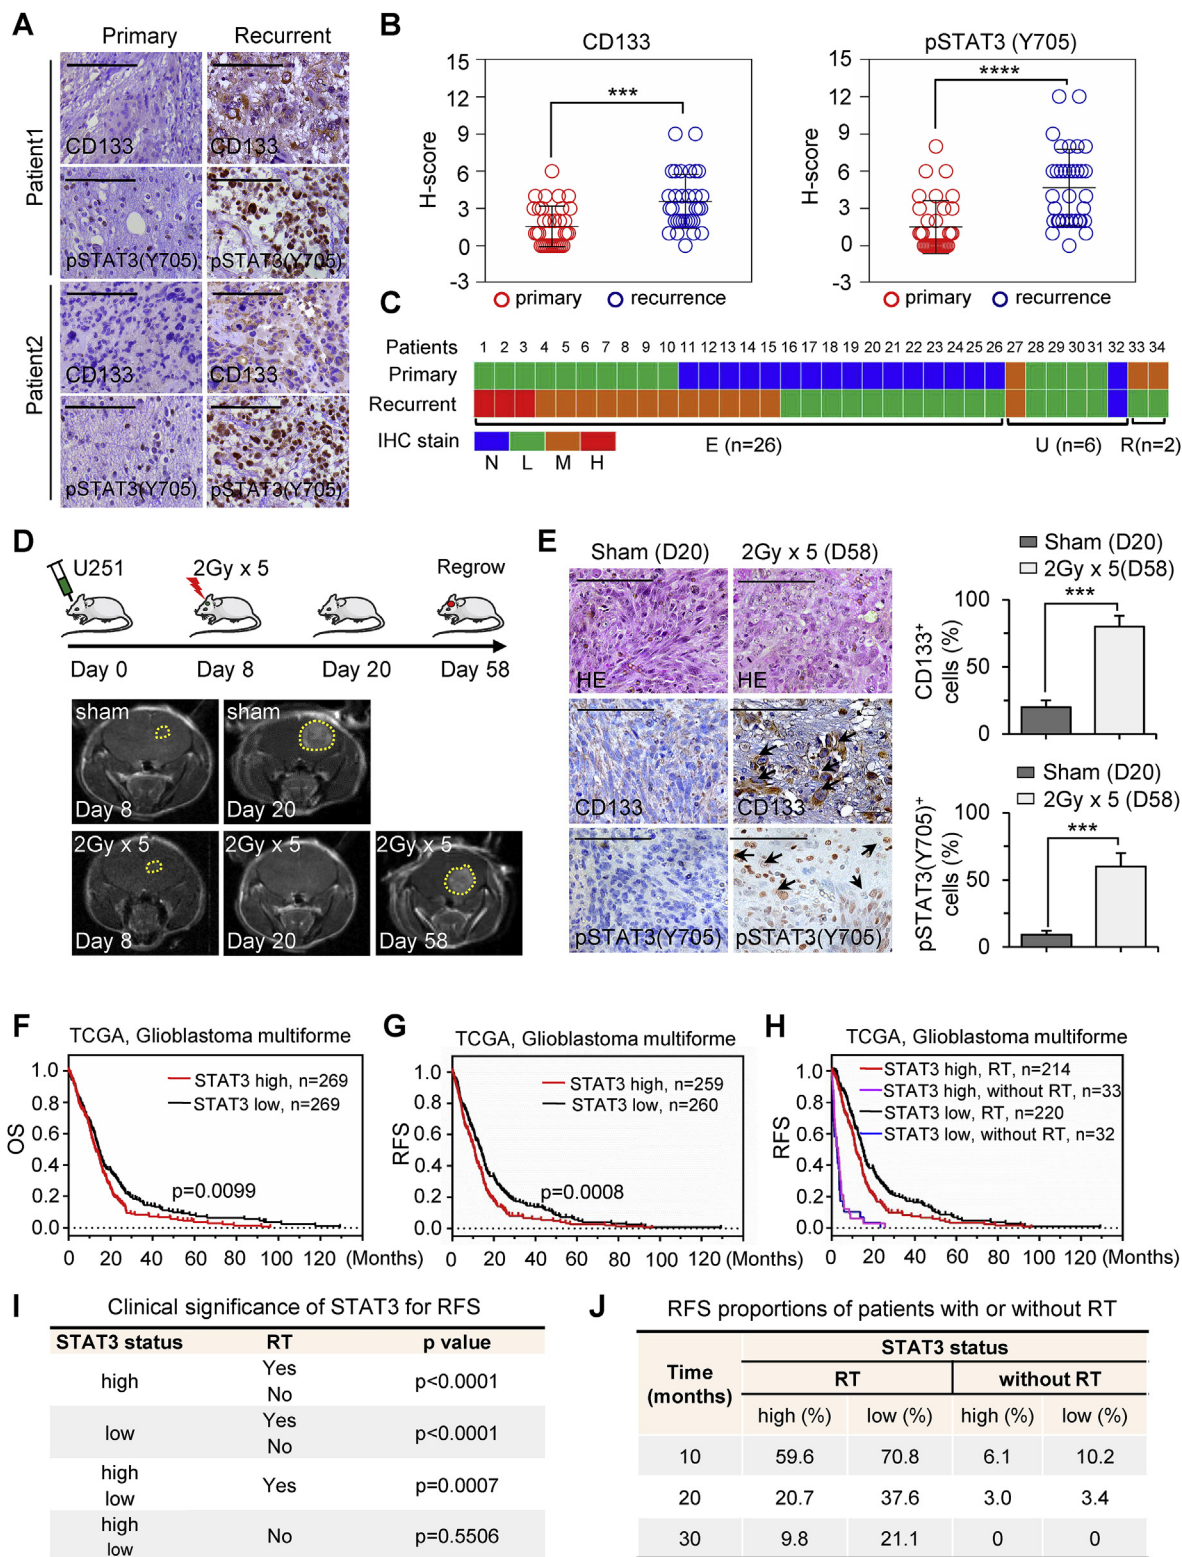 A
Primary Recurrent
Patient1
CD133 CD133
pSTAT3(Y705) pSTAT3(Y705)
Patient2
CD133 CD133
pSTAT3(Y705) pSTAT3(Y705)
B
CD133
H-score
15
12
9
6
3
0
-3
***
primary recurrence
pSTAT3 (Y705)
H-score
15
12
9
6
3
0
-3
****
primary recurrence
C
Patients 1 2 3 4 5 6 7 8 9 10 11 12 13 14 15 16 17 18 19 20 21 22 23 24 25 26 27 28 29 30 31 32 33 34
Primary
Recurrent
IHC stain E (n=26) U (n=6) R(n=2)
N L M H
D
U251 2Gy x 5 Regrow
Day 0 Day 8 Day 20 Day 58
sham sham
Day 8 Day 20
2Gy x 5 2Gy x 5 2Gy x 5
Day 8 Day 20 Day 58
E
Sham (D20) 2Gy x 5 (D58)
HE HE
CD133 CD133
pSTAT3(Y705) pSTAT3(Y705)
Sham (D20)
2Gy x 5(D58)
CD133+
cells (%)
100
50
0
***
Sham (D20)
2Gy x 5 (D58)
pSTAT3(Y705)+
cells (%)
100
50
0
***
F
TCGA, Glioblastoma multiforme
STAT3 high, n=269
STAT3 low, n=269
OS
1.0
0.8
0.6
0.4
0.2
0.0
p=0.0099
0 20 40 60 80 100 120 (Months)
G
TCGA, Glioblastoma multiforme
STAT3 high, n=259
STAT3 low, n=260
RFS
1.0
0.8
0.6
0.4
0.2
0.0
p=0.0008
0 20 40 60 80 100 120 (Months)
H
TCGA, Glioblastoma multiforme
STAT3 high, RT, n=214
STAT3 high, without RT, n=33
STAT3 low, RT, n=220
STAT3 low, without RT, n=32
RFS
1.0
0.8
0.6
0.4
0.2
0.0
0 20 40 60 80 100 120 (Months)
I
Clinical significance of STAT3 for RFS
STAT3 status RT p value
high Yes No p<0.0001
low Yes No p<0.0001
high low Yes p=0.0007
high low No p=0.5506
J
RFS proportions of patients with or without RT
Time (months) STAT3 status
RT without RT
high (%) low (%) high (%) low (%)
10 59.6 70.8 6.1 10.2
20 20.7 37.6 3.0 3.4
30 9.8 21.1 0 0